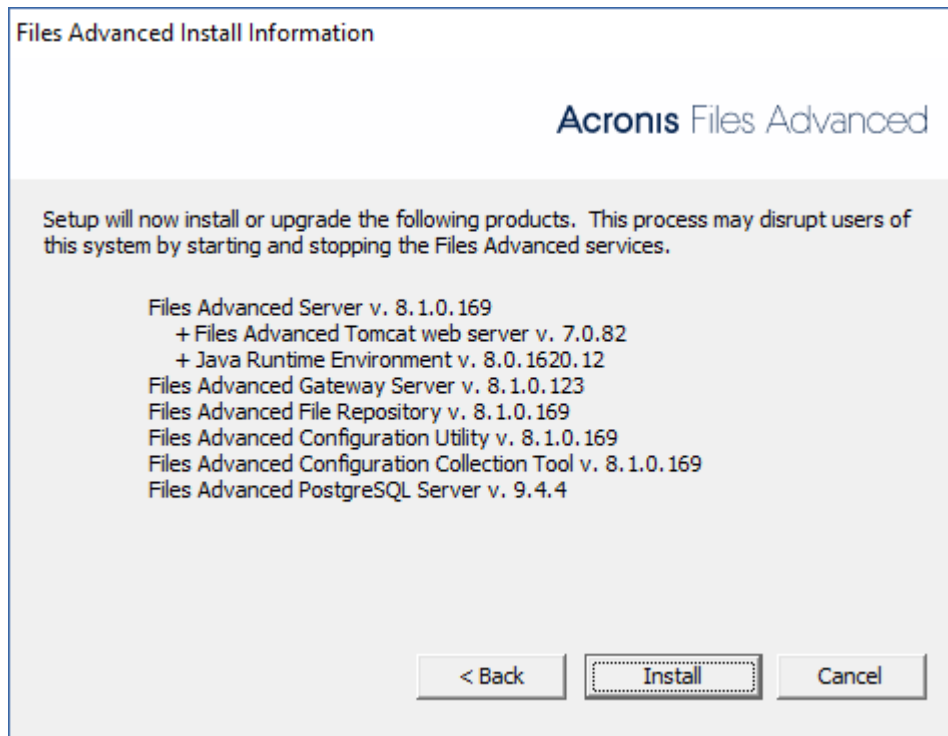 Files Advanced Install Information
Acronis Files Advanced
Setup will now install or upgrade the following products.  This process may disrupt users of
this system by starting and stopping the Files Advanced services.
Files Advanced Server v. 8.1.0.169
+ Files Advanced Tomcat web server v. 7.0.82
+ Java Runtime Environment v. 8.0.1620.12
Files Advanced Gateway Server v. 8.1.0.123
Files Advanced File Repository v. 8.1.0.169
Files Advanced Configuration Utility v. 8.1.0.169
Files Advanced Configuration Collection Tool v. 8.1.0.169
Files Advanced PostgreSQL Server v. 9.4.4
< Back Install Cancel